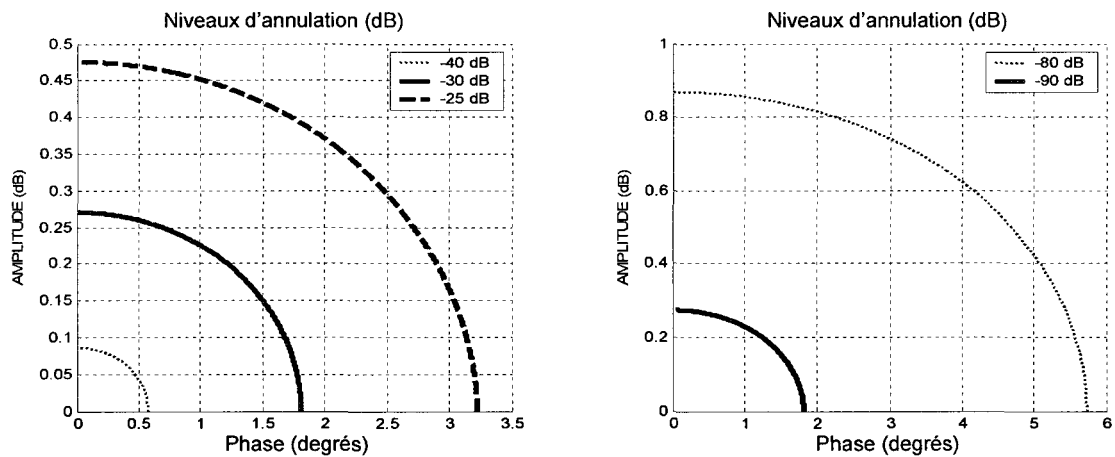 Niveaux d'annulation (dB)
0.5
0.45
0.4
0.35
0.3
0.25
0.2
0.15
0.1
0.05
0
AMPLITUDE (dB)
-40 dB
-30 dB
-25 dB
0
0.5
1
1.5
2
2.5
3
3.5
Phase (degrés)
Niveaux d'annulation (dB)
1
0.8
0.6
0.4
0.2
0
AMPLITUDE (dB)
-80 dB
-90 dB
0
1
2
3
4
5
6
Phase (degrés)